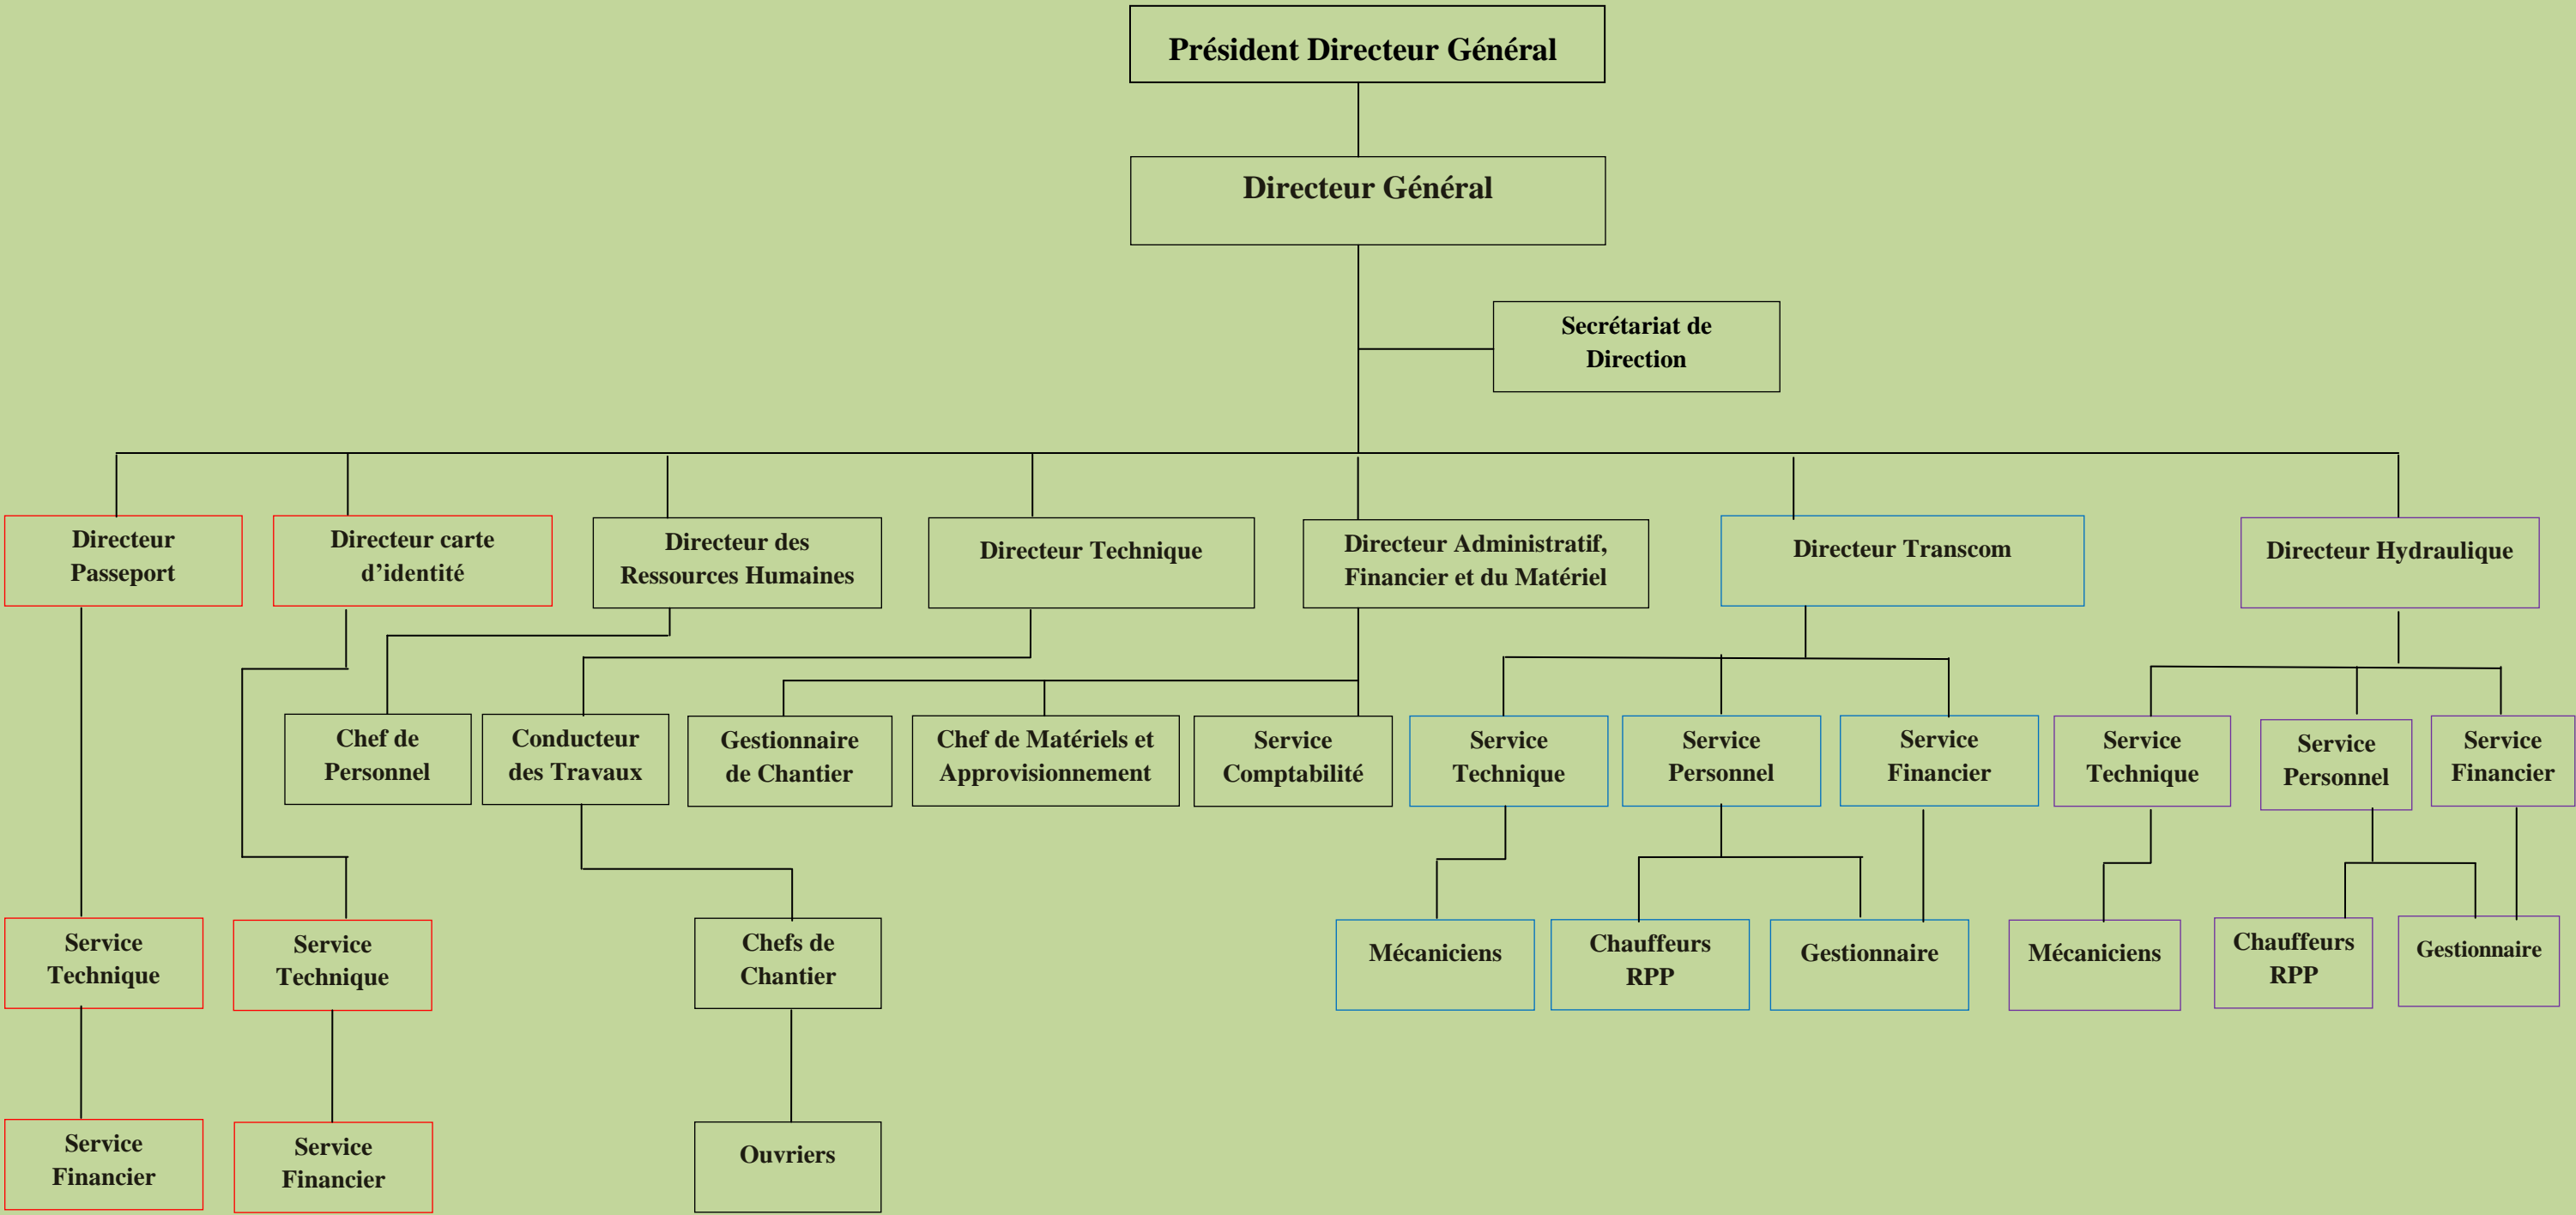 Président Directeur Général
Directeur Général
Secrétariat de
Direction
Directeur
Passeport
Directeur carte
d’identité
Directeur des
Ressources Humaines
Directeur Technique
Directeur Administratif,
Financier et du Matériel
Directeur Transcom
Directeur Hydraulique
Chef de
Personnel
Conducteur
des Travaux
Gestionnaire
de Chantier
Chef de Matériels et
Approvisionnement
Service
Comptabilité
Service
Technique
Service
Personnel
Service
Financier
Service
Technique
Service
Personnel
Service
Financier
Service
Technique
Service
Technique
Chefs de
Chantier
Mécaniciens
Chauffeurs
RPP
Gestionnaire
Mécaniciens
Chauffeurs
RPP
Gestionnaire
Service
Financier
Service
Financier
Ouvriers